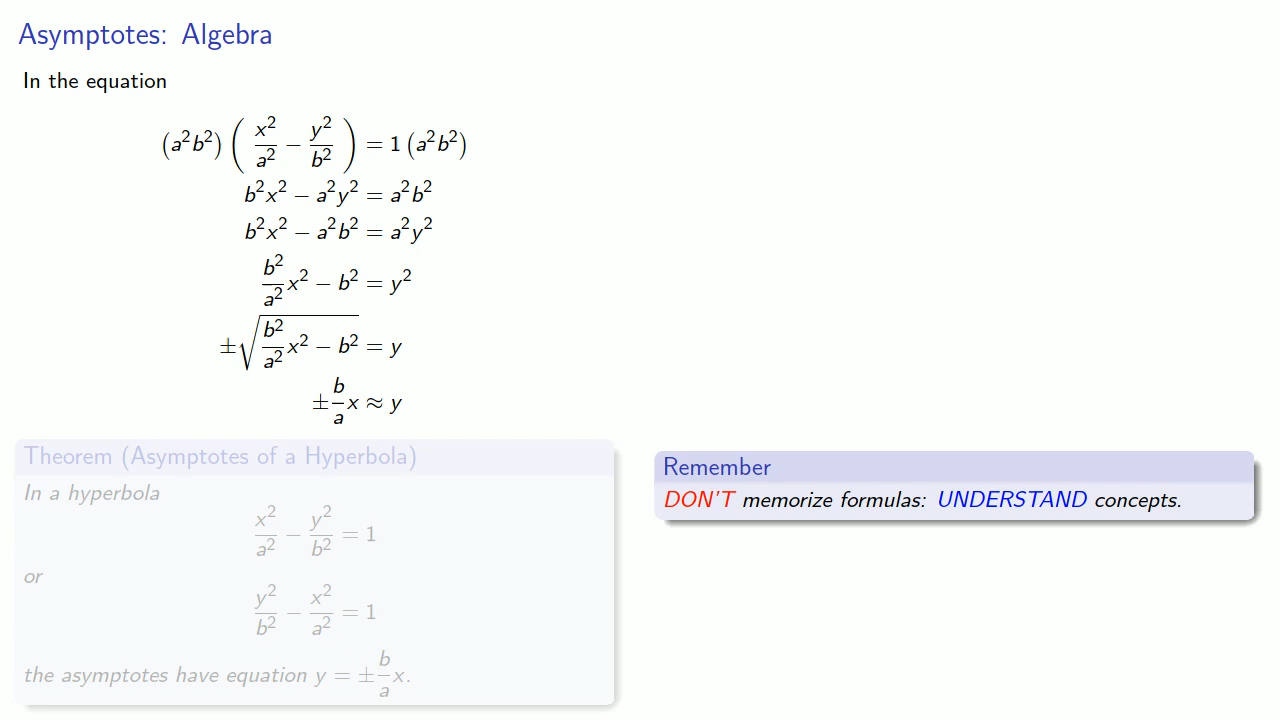 Asymptotes: Algebra
In the equation
(a²b²) ( x²/a² − y²/b² ) = 1 (a²b²)
b²x² − a²y² = a²b²
b²x² − a²b² = a²y²
b²/a² x² − b² = y²
±√(b²/a² x² − b²) = y
± b/a x ≈ y
Theorem (Asymptotes of a Hyperbola)
In a hyperbola
x²/a² − y²/b² = 1
or
y²/b² − x²/a² = 1
the asymptotes have equation y = ± b/a x.
Remember
DON'T memorize formulas: UNDERSTAND concepts.